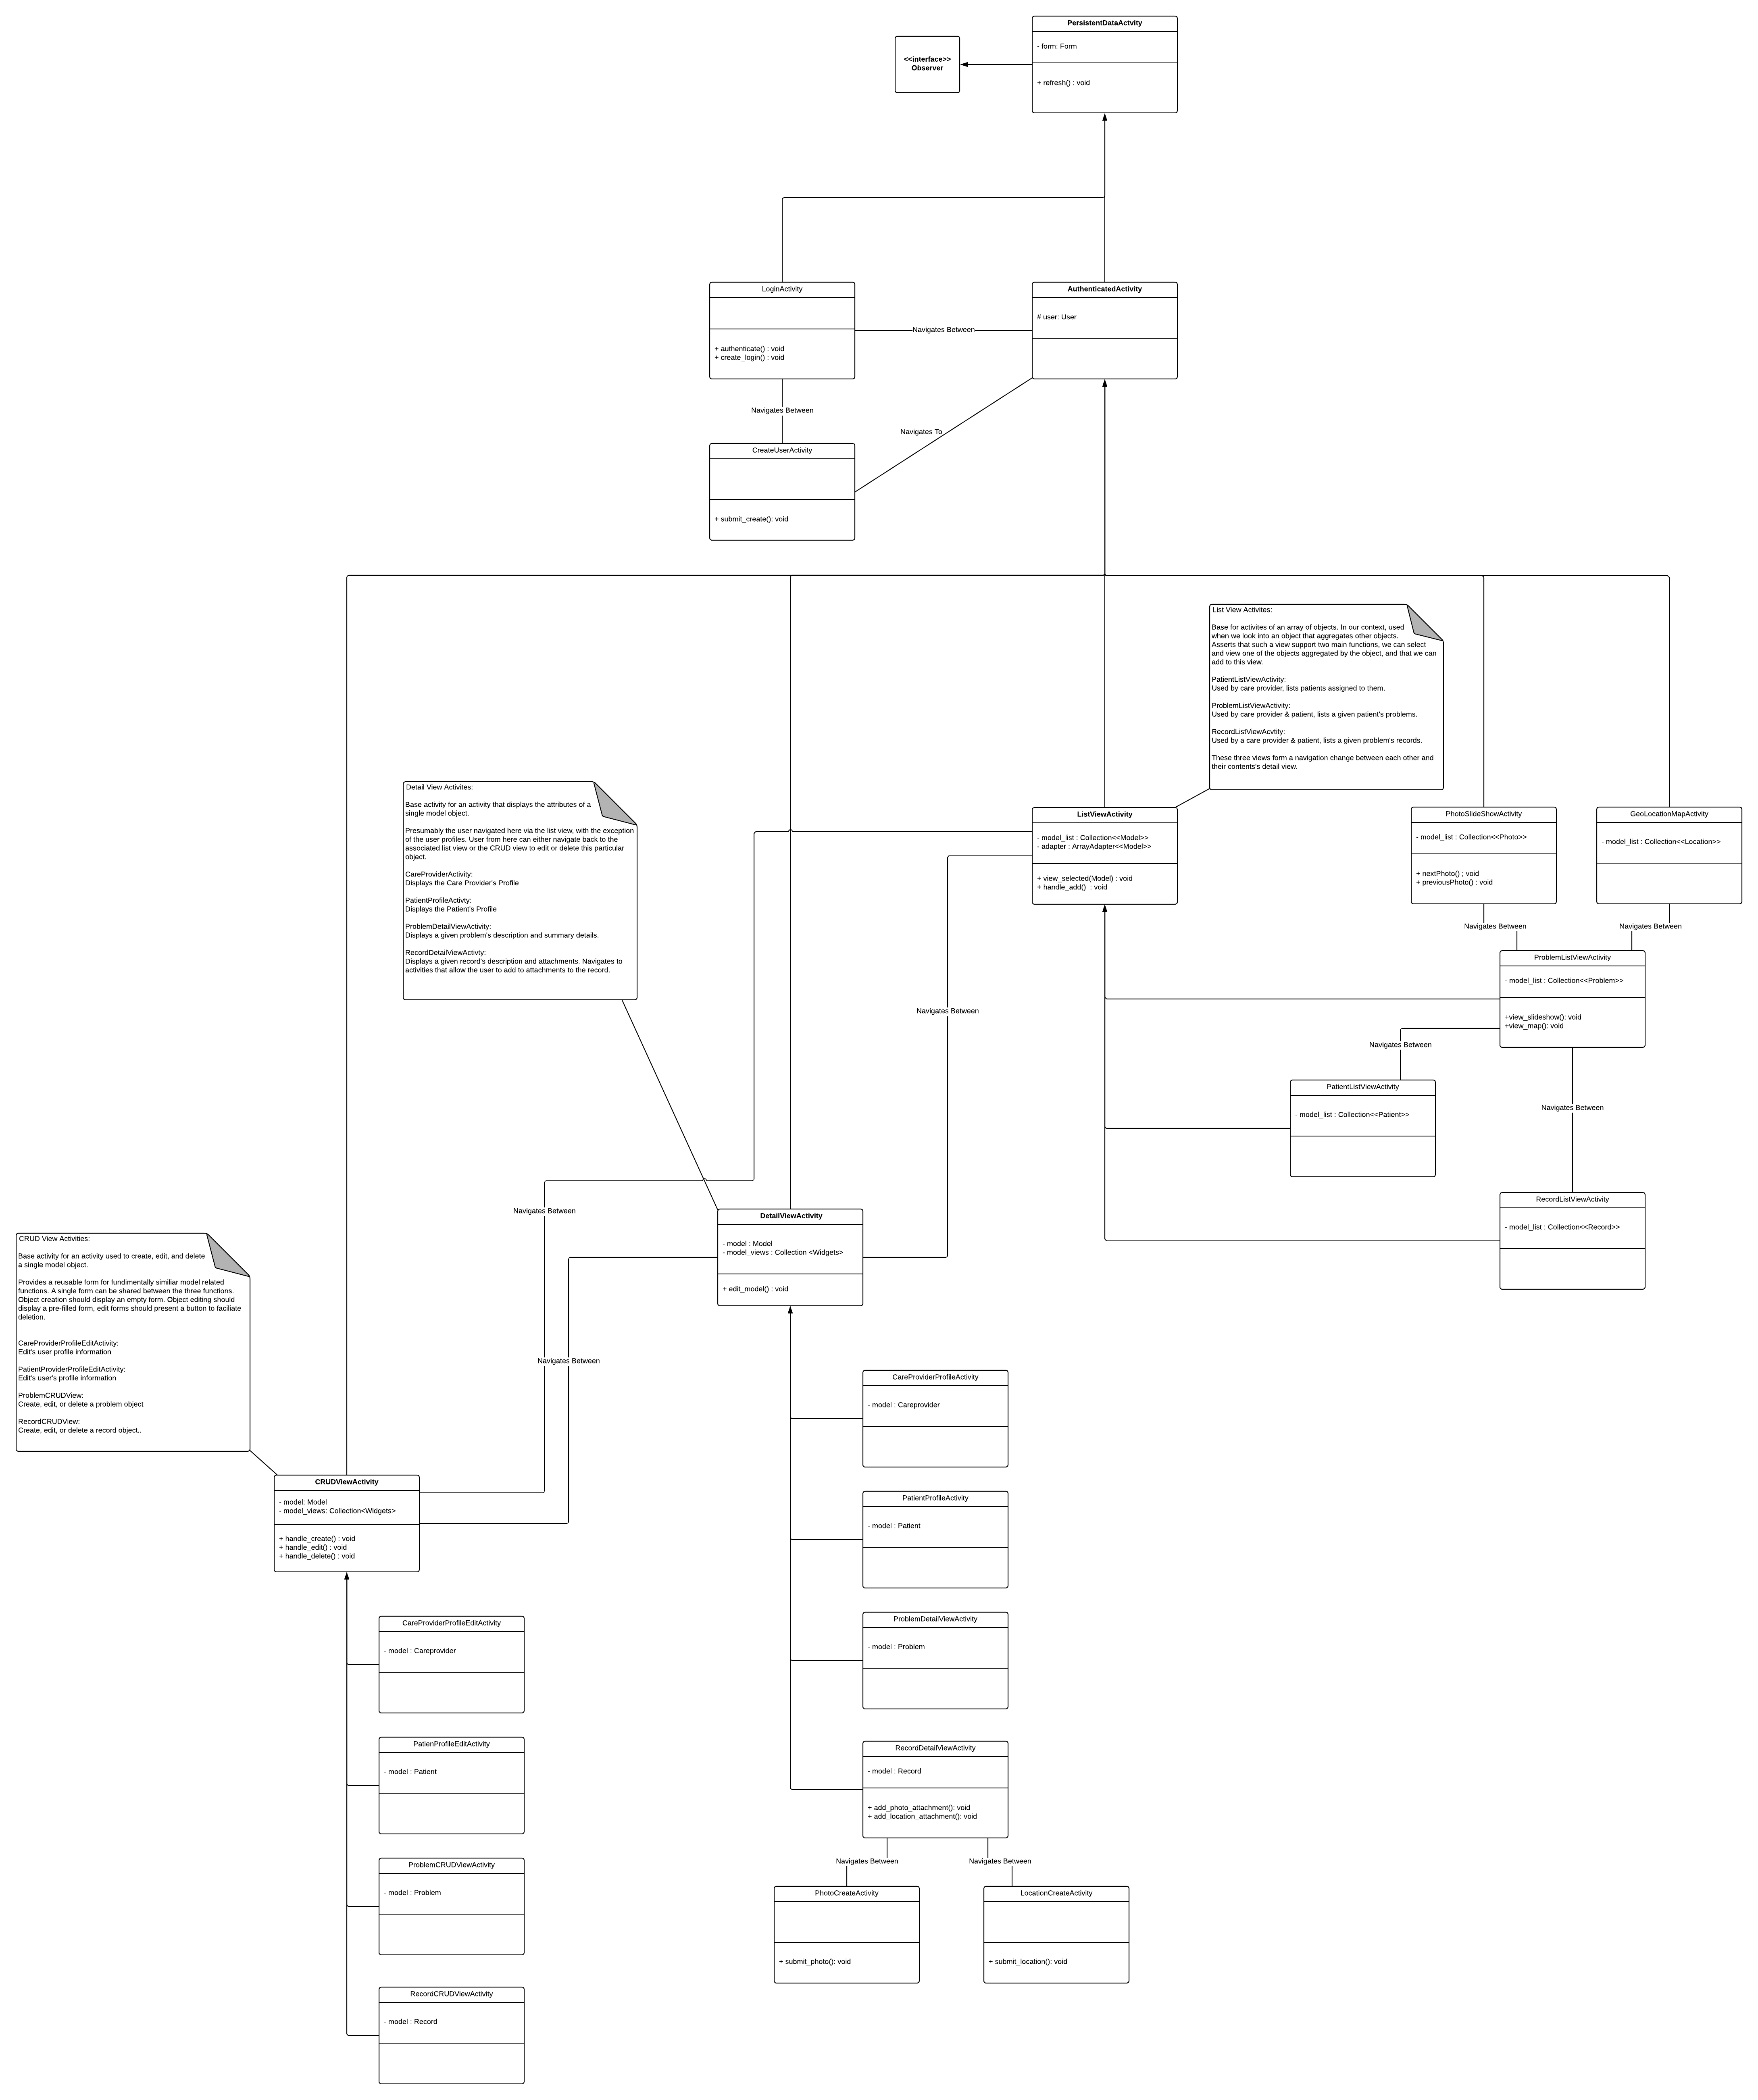 PersistentDataActvity
- form: Form
+ refresh() : void
<<interface>>
Observer
LoginActivity
+ authenticate() : void
+ create_login() : void
Navigates Between
AuthenticatedActivity
# user: User
Navigates Between
Navigates To
CreateUserActivity
+ submit_create(): void
List View Activites:
Base for activites of an array of objects. In our context, used
when we look into an object that aggregates other objects.
Asserts that such a view support two main functions, we can select
and view one of the objects aggregated by the object, and that we can
add to this view.
PatientListViewActivity:
Used by care provider, lists patients assigned to them.
ProblemListViewActivity:
Used by care provider & patient, lists a given patient's problems.
RecordListViewAcvtity:
Used by a care provider & patient, lists a given problem's records.
These three views form a navigation change between each other and
their contents's detail view.
Detail View Activites:
Base activity for an activity that displays the attributes of a
single model object.
Presumably the user navigated here via the list view, with the exception
of the user profiles. User from here can either navigate back to the
associated list view or the CRUD view to edit or delete this particular
object.
CareProviderActivity:
Displays the Care Provider's Profile
PatientProfileActivty:
Displays the Patient's Profile
ProblemDetailViewActivity:
Displays a given problem's description and summary details.
RecordDetailViewActivty:
Displays a given record's description and attachments. Navigates to
activities that allow the user to add to attachments to the record.
ListViewActivity
- model_list : Collection<<Model>>
- adapter : ArrayAdapter<<Model>>
+ view_selected(Model) : void
+ handle_add() : void
PhotoSlideShowActivity
- model_list : Collection<<Photo>>
+ nextPhoto() ; void
+ previousPhoto() : void
GeoLocationMapActivity
- model_list : Collection<<Location>>
Navigates Between
Navigates Between
ProblemListViewActivity
- model_list : Collection<<Problem>>
+view_slideshow(): void
+view_map(): void
Navigates Between
Navigates Between
PatientListViewActivity
- model_list : Collection<<Patient>>
Navigates Between
RecordListViewActivity
- model_list : Collection<<Record>>
Navigates Between
DetailViewActivity
- model : Model
- model_views : Collection <Widgets>
+ edit_model() : void
CRUD View Activities:
Base activity for an activity used to create, edit, and delete
a single model object.
Provides a reusable form for fundimentally similiar model related
functions. A single form can be shared between the three functions.
Object creation should display an empty form. Object editing should
display a pre-filled form, edit forms should present a button to faciliate
deletion.
CareProviderProfileEditActivity:
Edit's user profile information
PatientProviderProfileEditActivity:
Edit's user's profile information
ProblemCRUDView:
Create, edit, or delete a problem object
RecordCRUDView:
Create, edit, or delete a record object..
Navigates Between
CRUDViewActivity
- model: Model
- model_views: Collection<Widgets>
+ handle_create() : void
+ handle_edit() : void
+ handle_delete() : void
CareProviderProfileActivity
- model : Careprovider
PatientProfileActivity
- model : Patient
ProblemDetailViewActivity
- model : Problem
RecordDetailViewActivity
- model : Record
+ add_photo_attachment(): void
+ add_location_attachment(): void
Navigates Between
Navigates Between
PhotoCreateActivity
+ submit_photo(): void
LocationCreateActivity
+ submit_location(): void
CareProviderProfileEditActivity
- model : Careprovider
PatienProfileEditActivity
- model : Patient
ProblemCRUDViewActivity
- model : Problem
RecordCRUDViewActivity
- model : Record